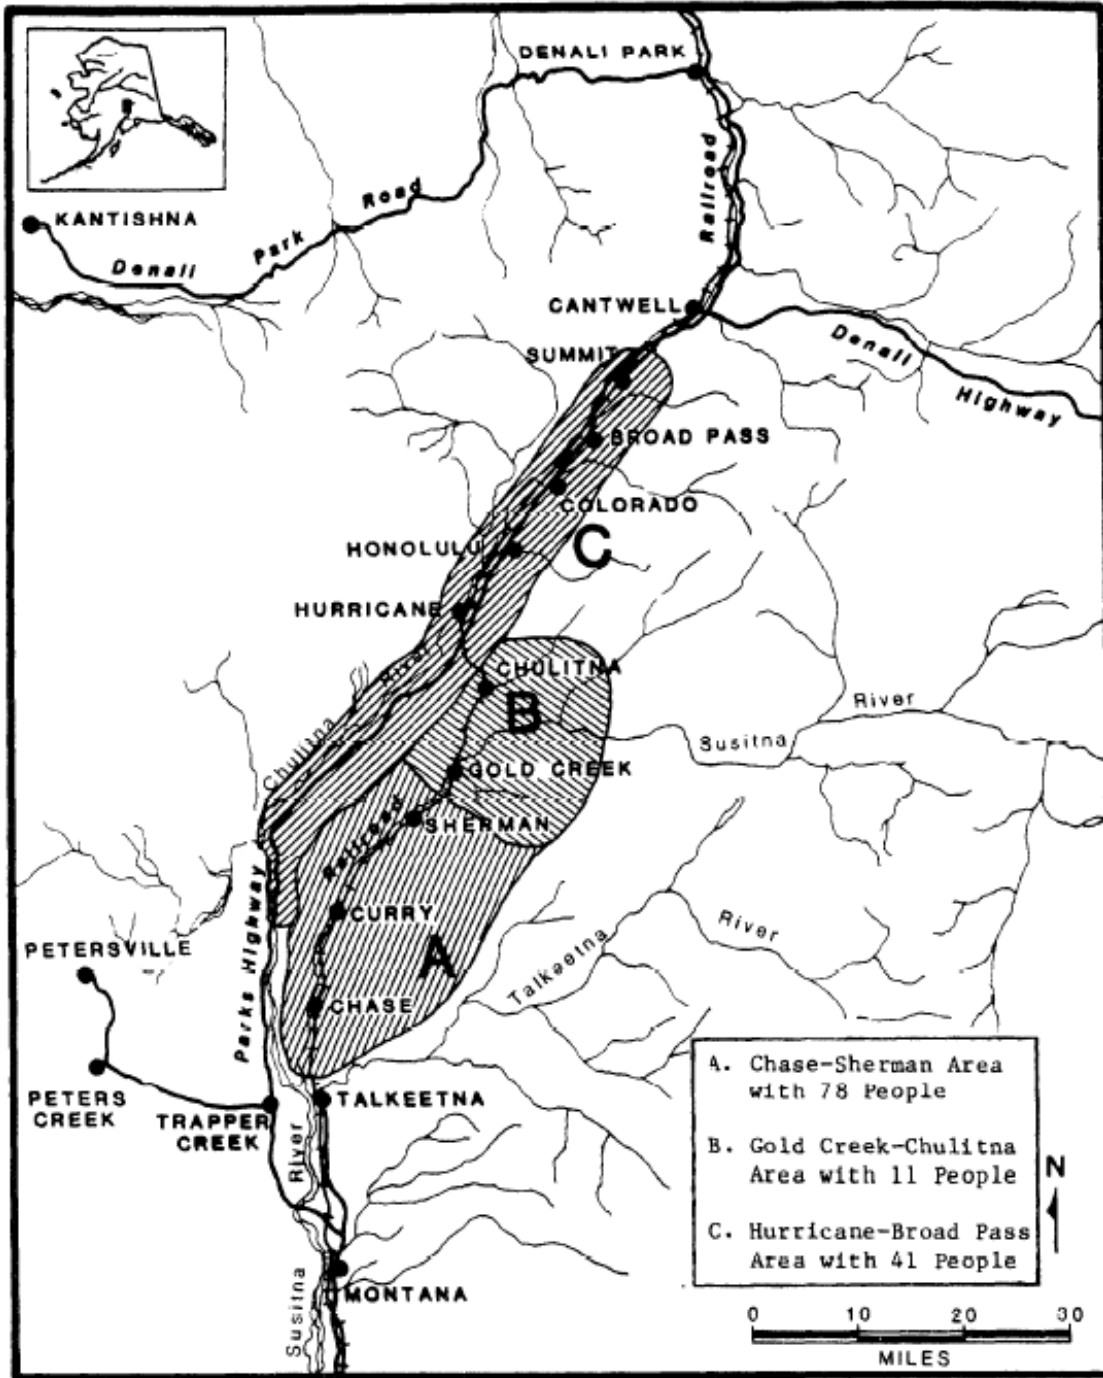 DENALI PARK
Railroad
KANTISHNA
Denali Park Road
CANTWELL
Denali Highway
SUMMIT
BROAD PASS
COLORADO
C
HONOLULU
HURRICANE
Chulitna River
CHULITNA
B
River
Susitna
GOLD CREEK
SHERMAN
Railroad
CURRY
A
River
Talkeetna
PETERSVILLE
Parks Highway
CHASE
PETERS
CREEK
TRAPPER
CREEK
TALKEETNA
River
Susitna
MONTANA
A. Chase-Sherman Area
with 78 People
B. Gold Creek-Chulitna
Area with 11 People
C. Hurricane-Broad Pass
Area with 41 People
N
0 10 20 30
MILES